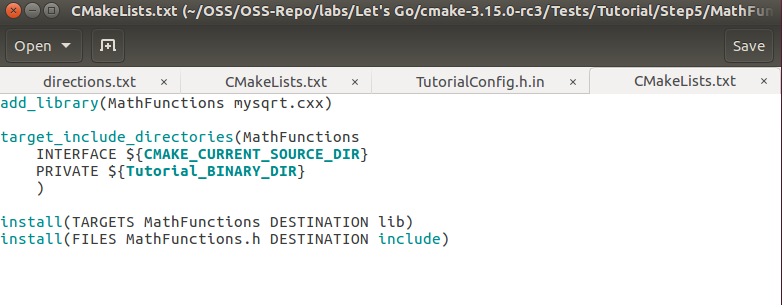 CMakeLists.txt (~/OSS/OSS-Repo/labs/Let's Go/cmake-3.15.0-rc3/Tests/Tutorial/Step5/MathFun
Open Save
directions.txt × CMakeLists.txt × TutorialConfig.h.in × CMakeLists.txt ×
add_library(MathFunctions mysqrt.cxx)
target_include_directories(MathFunctions
    INTERFACE ${CMAKE_CURRENT_SOURCE_DIR}
    PRIVATE ${Tutorial_BINARY_DIR}
    )
install(TARGETS MathFunctions DESTINATION lib)
install(FILES MathFunctions.h DESTINATION include)